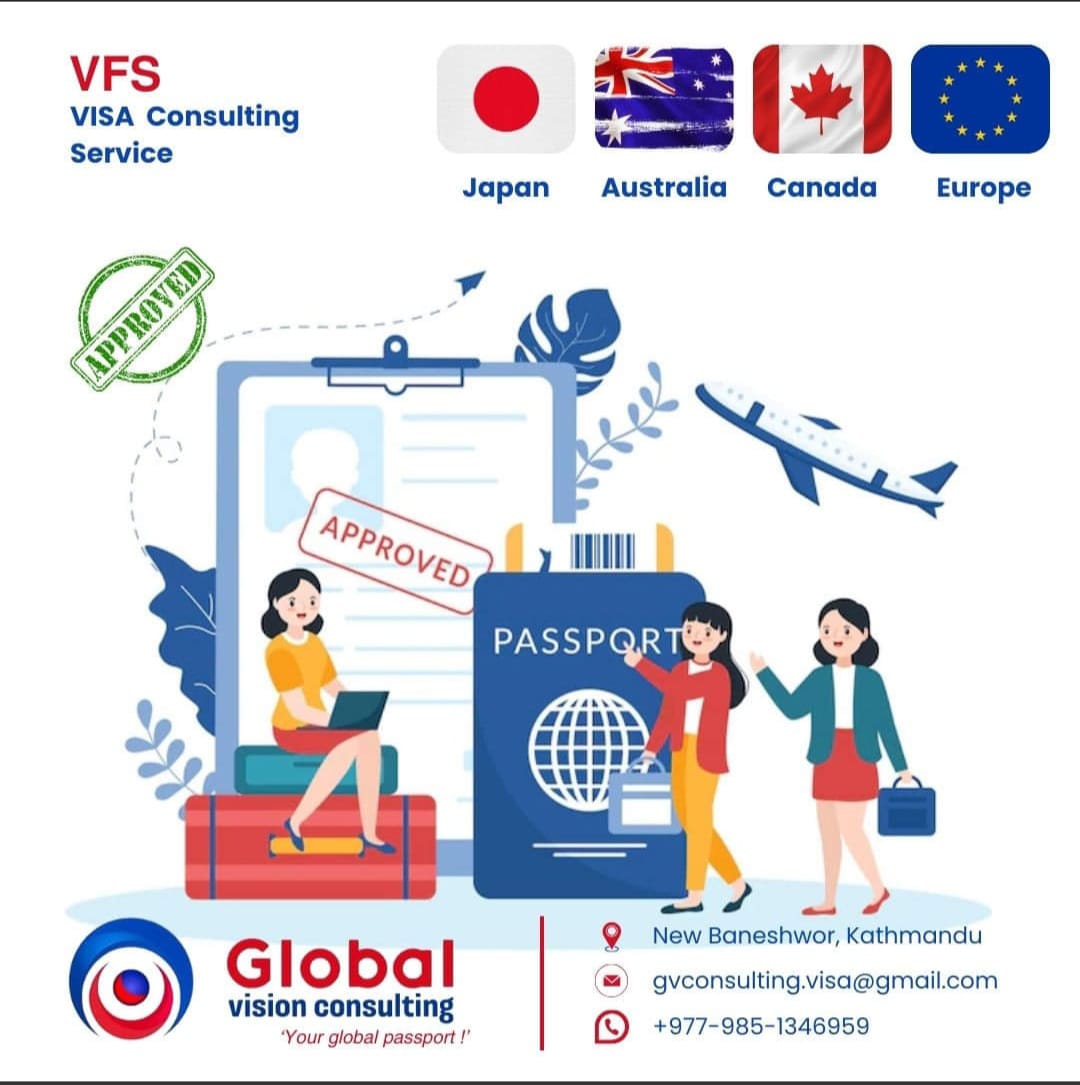 VFS
VISA Consulting
Service
Japan
Australia
Canada
Europe
APPROVED
APPROVED
PASSPORT
Global
vision consulting
'Your global passport !'
New Baneshwor, Kathmandu
gvconsulting.visa@gmail.com
+977-985-1346959